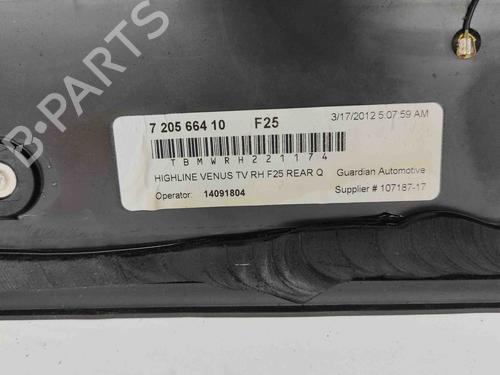 7 205 664 10 F25 3/17/2012 5:07:59 AM
TBMWRH221174
HIGHLINE VENUS TV RH F25 REAR Q Guardian Automotive
Operator: 14091804 Supplier # 107187-17
B-PARTS